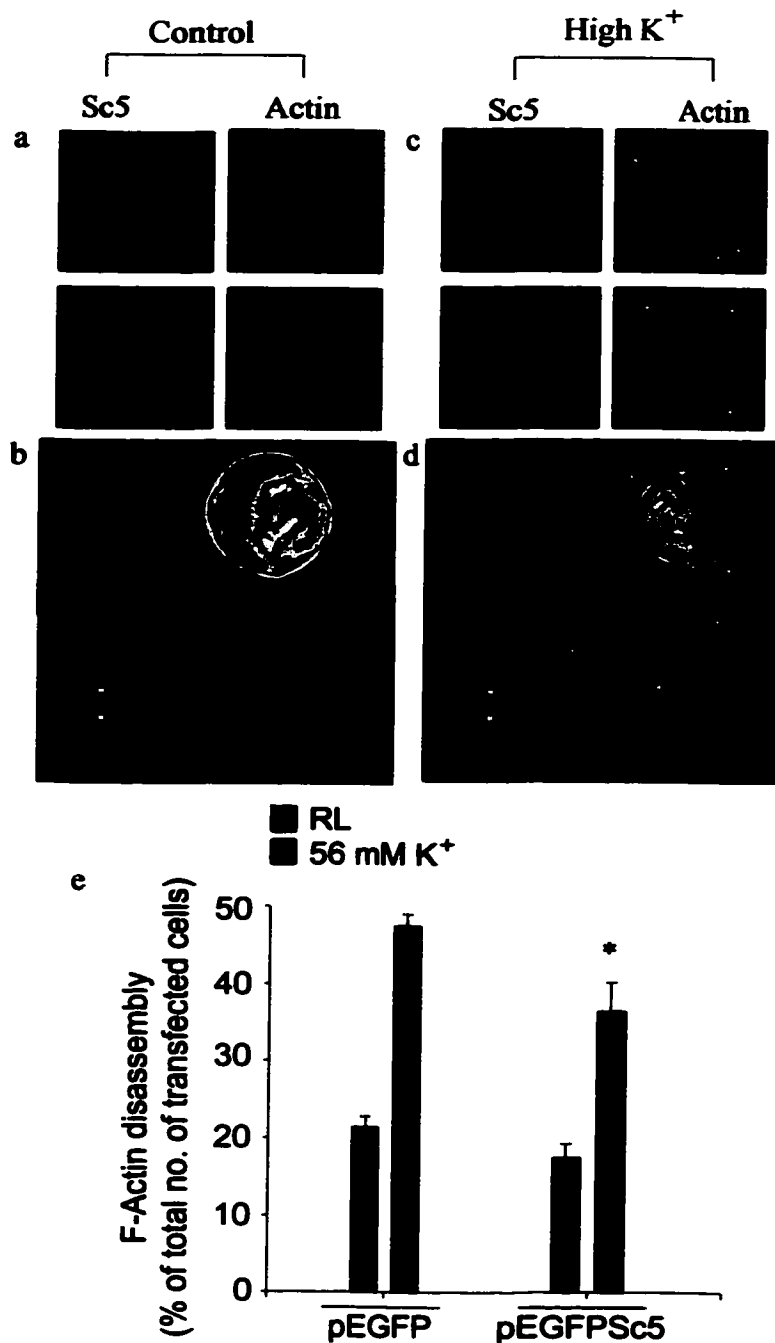 Control High K⁺
Sc5 Actin Sc5 Actin
a c
b d
RL
56 mM K⁺
e
F-Actin disassembly
(% of total no. of transfected cells)
50
40
30
20
10
0
*
pEGFP pEGFPSc5